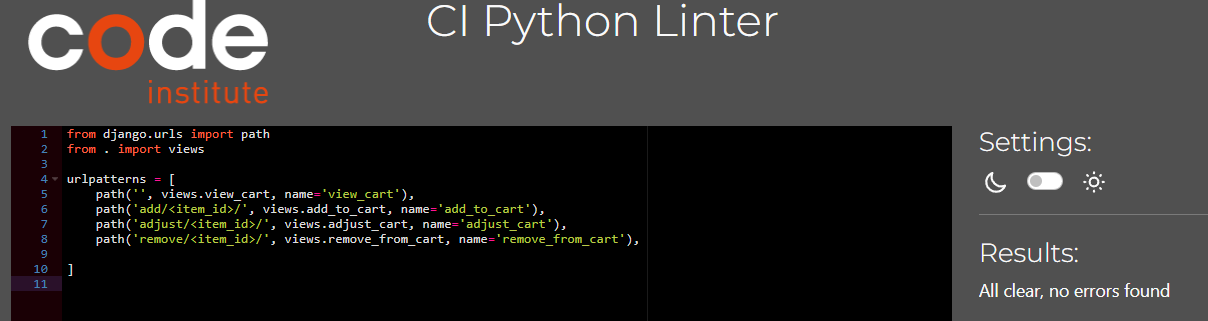 code
institute
CI Python Linter
1 from django.urls import path
2 from . import views
3
4 urlpatterns = [
5     path('', views.view_cart, name='view_cart'),
6     path('add/<item_id>/', views.add_to_cart, name='add_to_cart'),
7     path('adjust/<item_id>/', views.adjust_cart, name='adjust_cart'),
8     path('remove/<item_id>/', views.remove_from_cart, name='remove_from_cart'),
9
10 ]
11
Settings:
Results:
All clear, no errors found